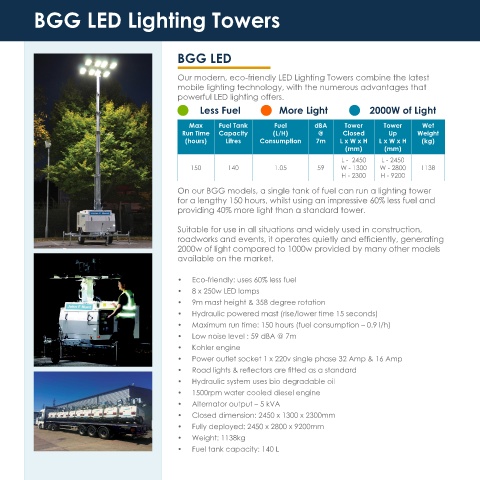 BGG LED Lighting Towers
BGG LED
Our modern, eco-friendly LED Lighting Towers combine the latest
mobile lighting technology, with the numerous advantages that
powerful LED lighting offers.
Less Fuel More Light 2000W of Light
Max Run Time (hours) Fuel Tank Capacity Litres Fuel (L/H) Consumption dBA @ 7m Tower Closed L x W x H (mm) Tower Up L x W x H (mm) Wet Weight (kg)
150 140 1.05 59 L - 2450 W - 1300 H - 2300 L - 2450 W - 2800 H - 9200 1138
On our BGG models, a single tank of fuel can run a lighting tower
for a lengthy 150 hours, whilst using an impressive 60% less fuel and
providing 40% more light than a standard tower.
Suitable for use in all situations and widely used in construction,
roadworks and events, it operates quietly and efficiently, generating
2000w of light compared to 1000w provided by many other models
available on the market.
• Eco-friendly: uses 60% less fuel
• 8 x 250w LED lamps
• 9m mast height & 358 degree rotation
• Hydraulic powered mast (rise/lower time 15 seconds)
• Maximum run time: 150 hours (fuel consumption – 0.9 l/h)
• Low noise level : 59 dBA @ 7m
• Kohler engine
• Power outlet socket 1 x 220v single phase 32 Amp & 16 Amp
• Road lights & reflectors are fitted as a standard
• Hydraulic system uses bio degradable oil
• 1500rpm water cooled diesel engine
• Alternator output – 5 kVA
• Closed dimension: 2450 x 1300 x 2300mm
• Fully deployed: 2450 x 2800 x 9200mm
• Weight: 1138kg
• Fuel tank capacity: 140 L